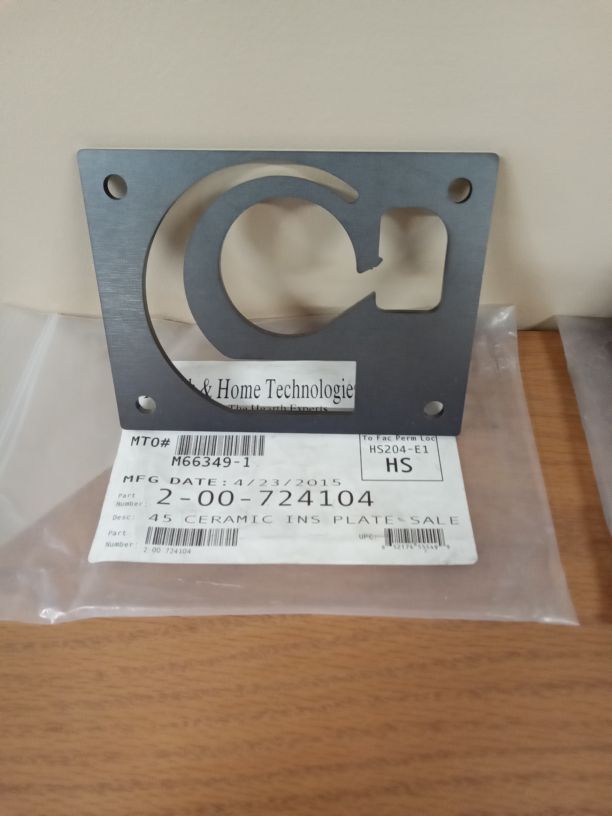 & Home Technologies
The Hearth Experts
MTO#
M66349-1
To Fac Perm Loc
HS204-E1
HS
MFG DATE: 4/23/2015
Part
Number: 2-00-724104
Desc: 45 CERAMIC INS PLATE-SALE
Part
Number:
UPC:
2-00-724104